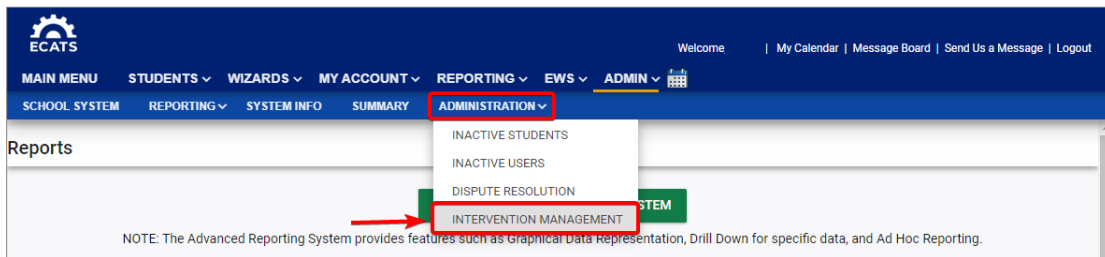 ECATS
Welcome | My Calendar | Message Board | Send Us a Message | Logout
MAIN MENU STUDENTS WIZARDS MY ACCOUNT REPORTING EWS ADMIN
SCHOOL SYSTEM REPORTING SYSTEM INFO SUMMARY ADMINISTRATION
INACTIVE STUDENTS
Reports
INACTIVE USERS
DISPUTE RESOLUTION
INTERVENTION MANAGEMENT
NOTE: The Advanced Reporting System provides features such as Graphical Data Representation, Drill Down for specific data, and Ad Hoc Reporting.